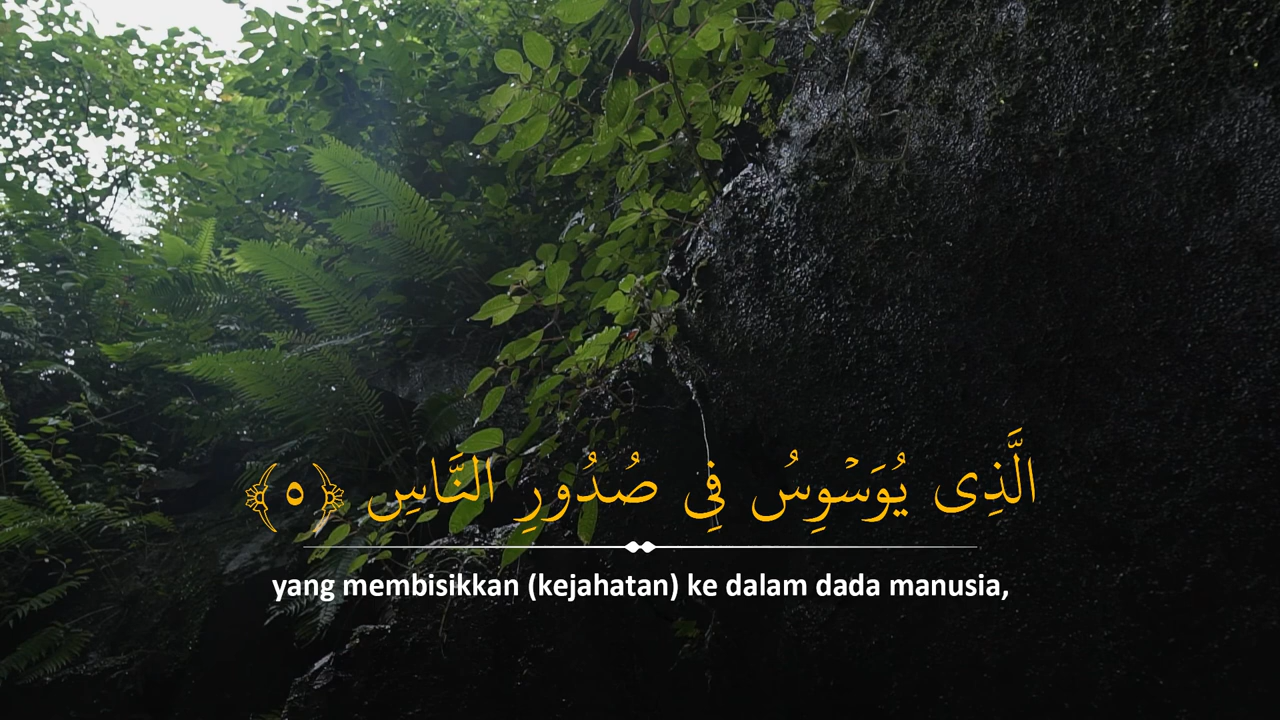 الَّذِى يُوَسْوِسُ فِى صُدُورِ النَّاسِ ﴿٥﴾
yang membisikkan (kejahatan) ke dalam dada manusia,